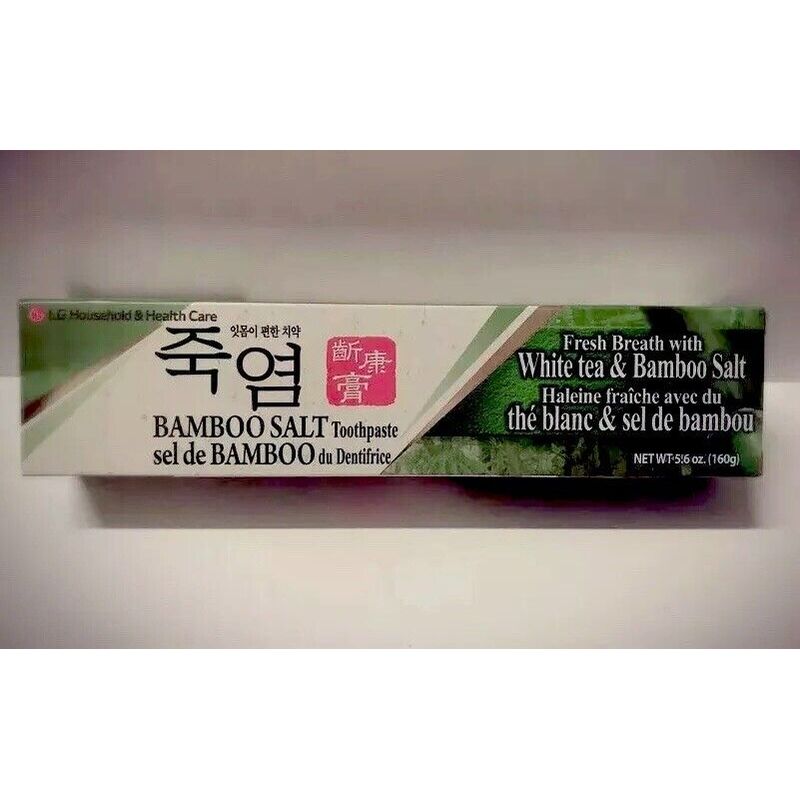 LG Household & Health Care
잇몸이 편한 치약
죽염
齗康膏
BAMBOO SALT Toothpaste
sel de BAMBOO du Dentifrice
Fresh Breath with
White tea & Bamboo Salt
Haleine fraîche avec du
thé blanc & sel de bambou
NET WT·5.6 oz. (160g)